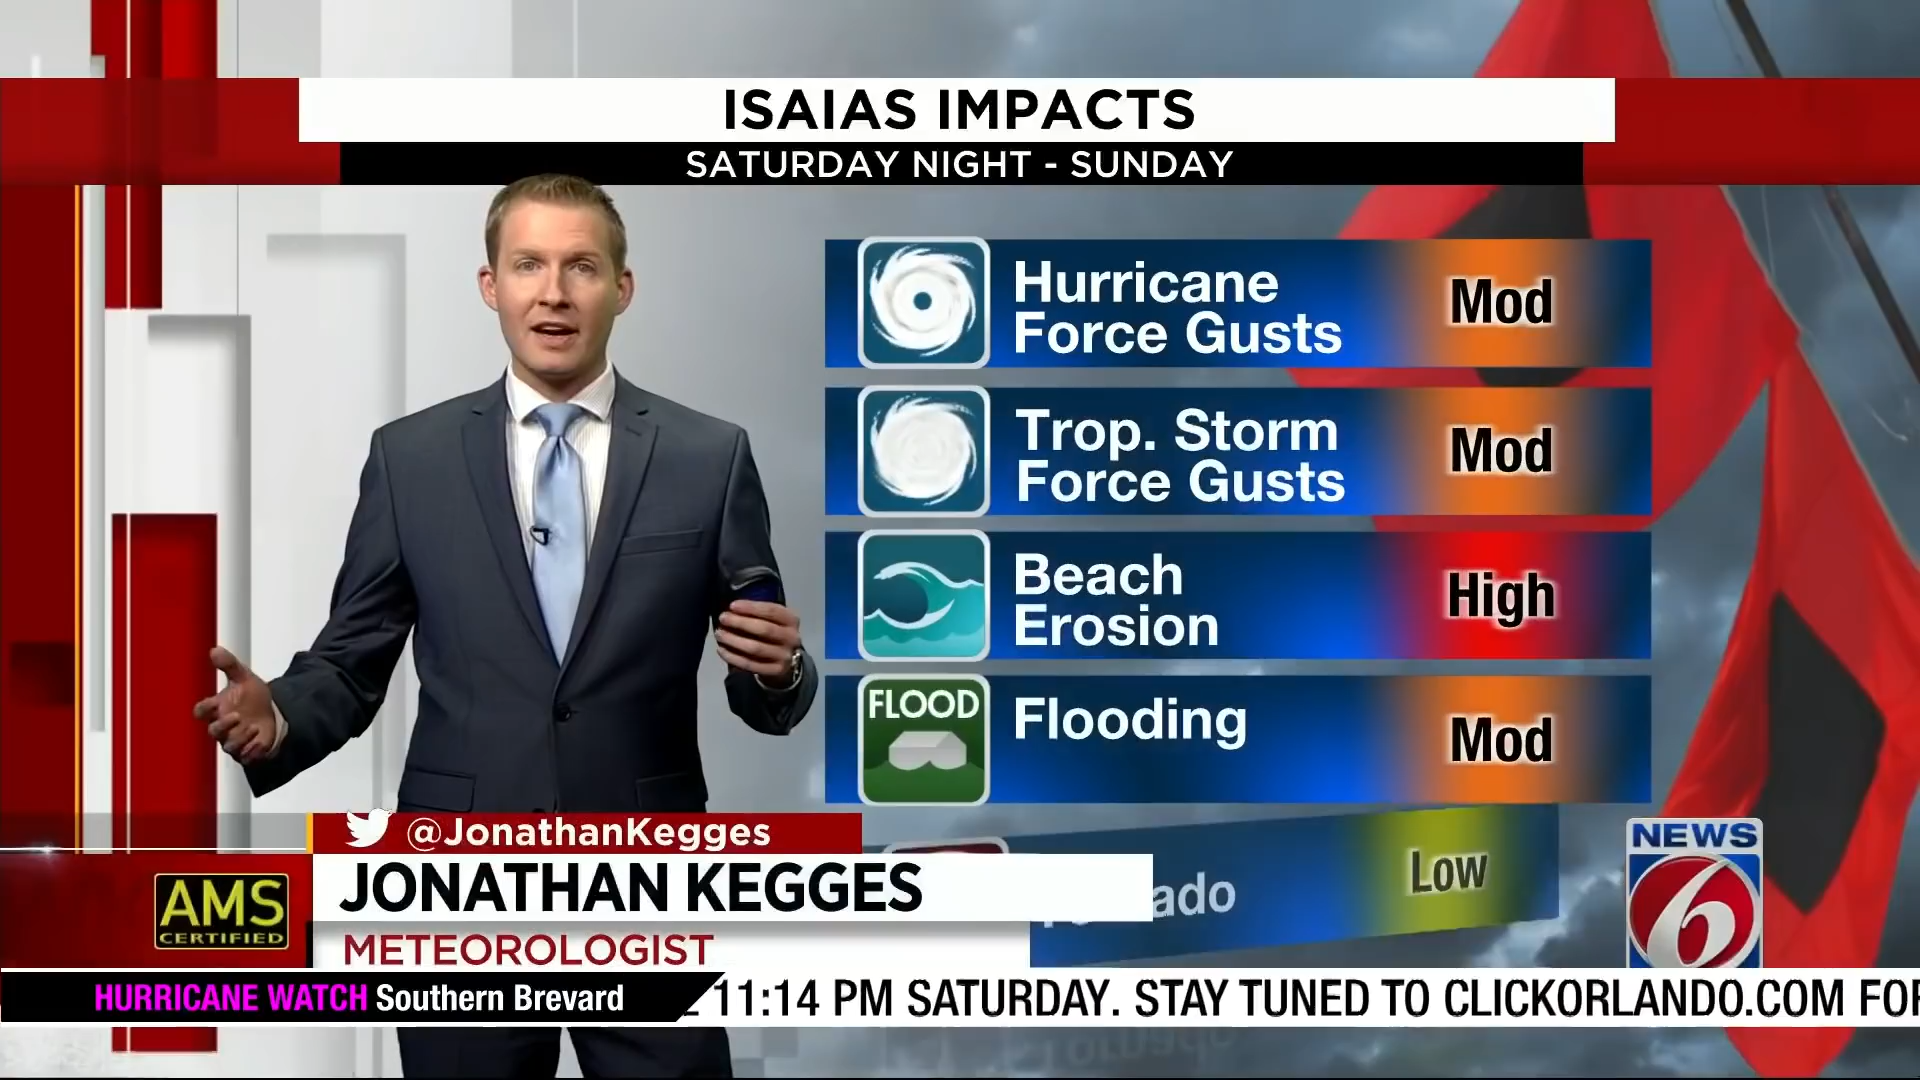 ISAIAS IMPACTS
SATURDAY NIGHT - SUNDAY
Hurricane
Force Gusts
Mod
Trop. Storm
Force Gusts
Mod
Beach
Erosion
High
FLOOD
Flooding
Mod
Low
@JonathanKegges
JONATHAN KEGGES
METEOROLOGIST
AMS
CERTIFIED
NEWS
6
HURRICANE WATCH Southern Brevard
11:14 PM SATURDAY. STAY TUNED TO CLICKORLANDO.COM FOR